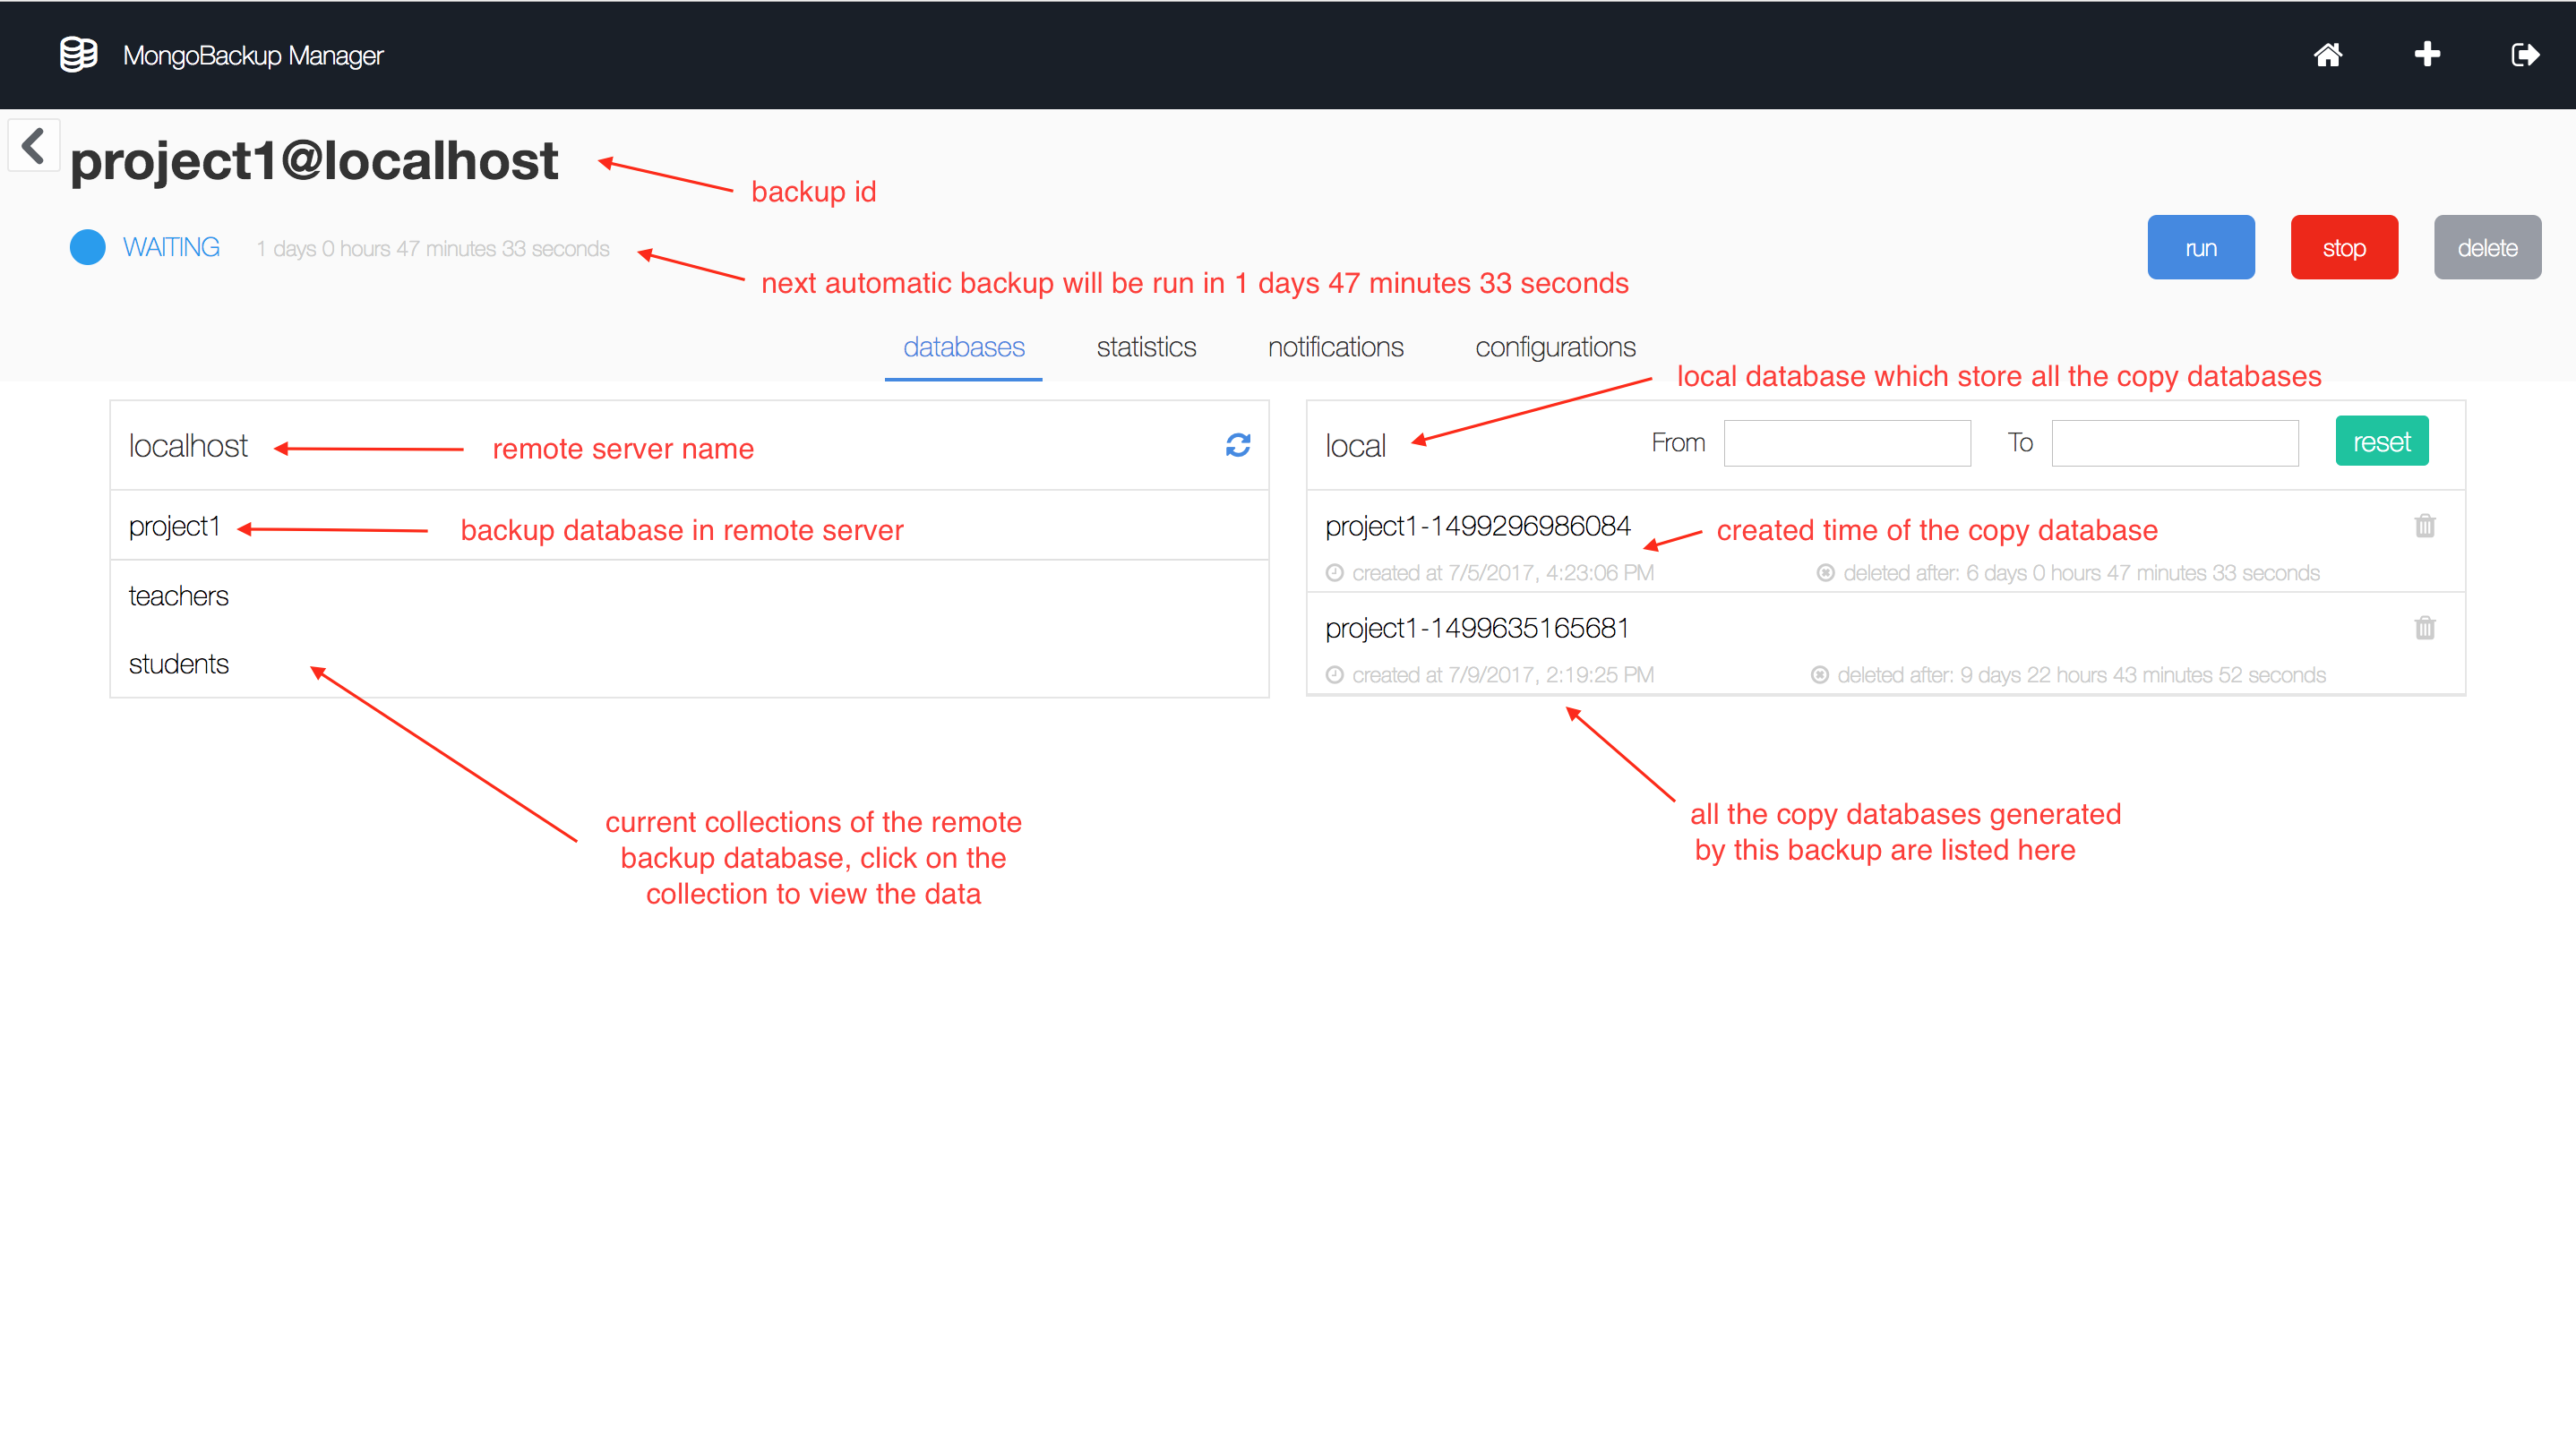 MongoBackup Manager
project1@localhost
backup id
WAITING 1 days 0 hours 47 minutes 33 seconds
run stop delete
next automatic backup will be run in 1 days 47 minutes 33 seconds
databases statistics notifications configurations
local database which store all the copy databases
localhost
remote server name
local
From
To
reset
project1
backup database in remote server
teachers
students
project1-1499296986084
created time of the copy database
created at 7/5/2017, 4:23:06 PM
deleted after: 6 days 0 hours 47 minutes 33 seconds
project1-1499635165681
created at 7/9/2017, 2:19:25 PM
deleted after: 9 days 22 hours 43 minutes 52 seconds
current collections of the remote
backup database, click on the
collection to view the data
all the copy databases generated
by this backup are listed here